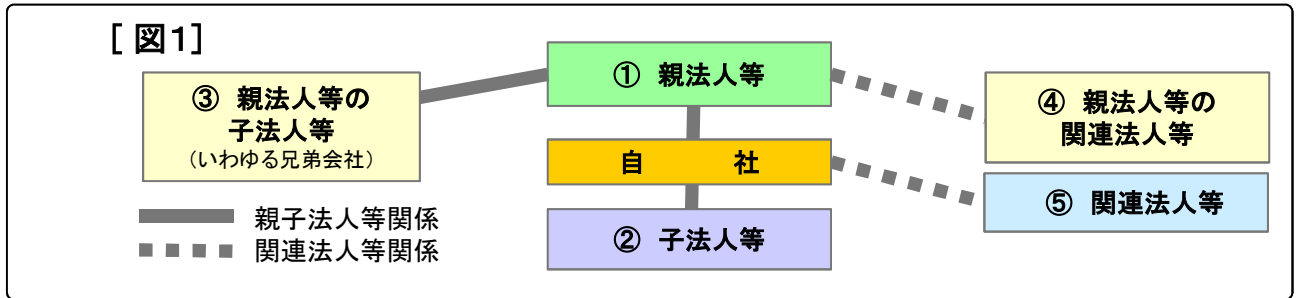 [図1]
① 親法人等
③ 親法人等の
子法人等
(いわゆる兄弟会社)
④ 親法人等の
関連法人等
自 社
⑤ 関連法人等
② 子法人等
親子法人等関係
関連法人等関係